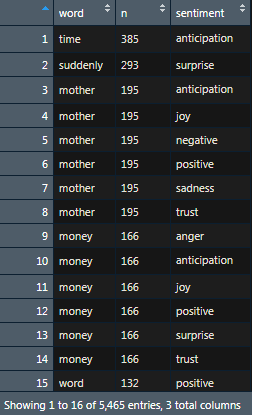 word n sentiment
1 time 385 anticipation
2 suddenly 293 surprise
3 mother 195 anticipation
4 mother 195 joy
5 mother 195 negative
6 mother 195 positive
7 mother 195 sadness
8 mother 195 trust
9 money 166 anger
10 money 166 anticipation
11 money 166 joy
12 money 166 positive
13 money 166 surprise
14 money 166 trust
15 word 132 positive
Showing 1 to 16 of 5,465 entries, 3 total columns